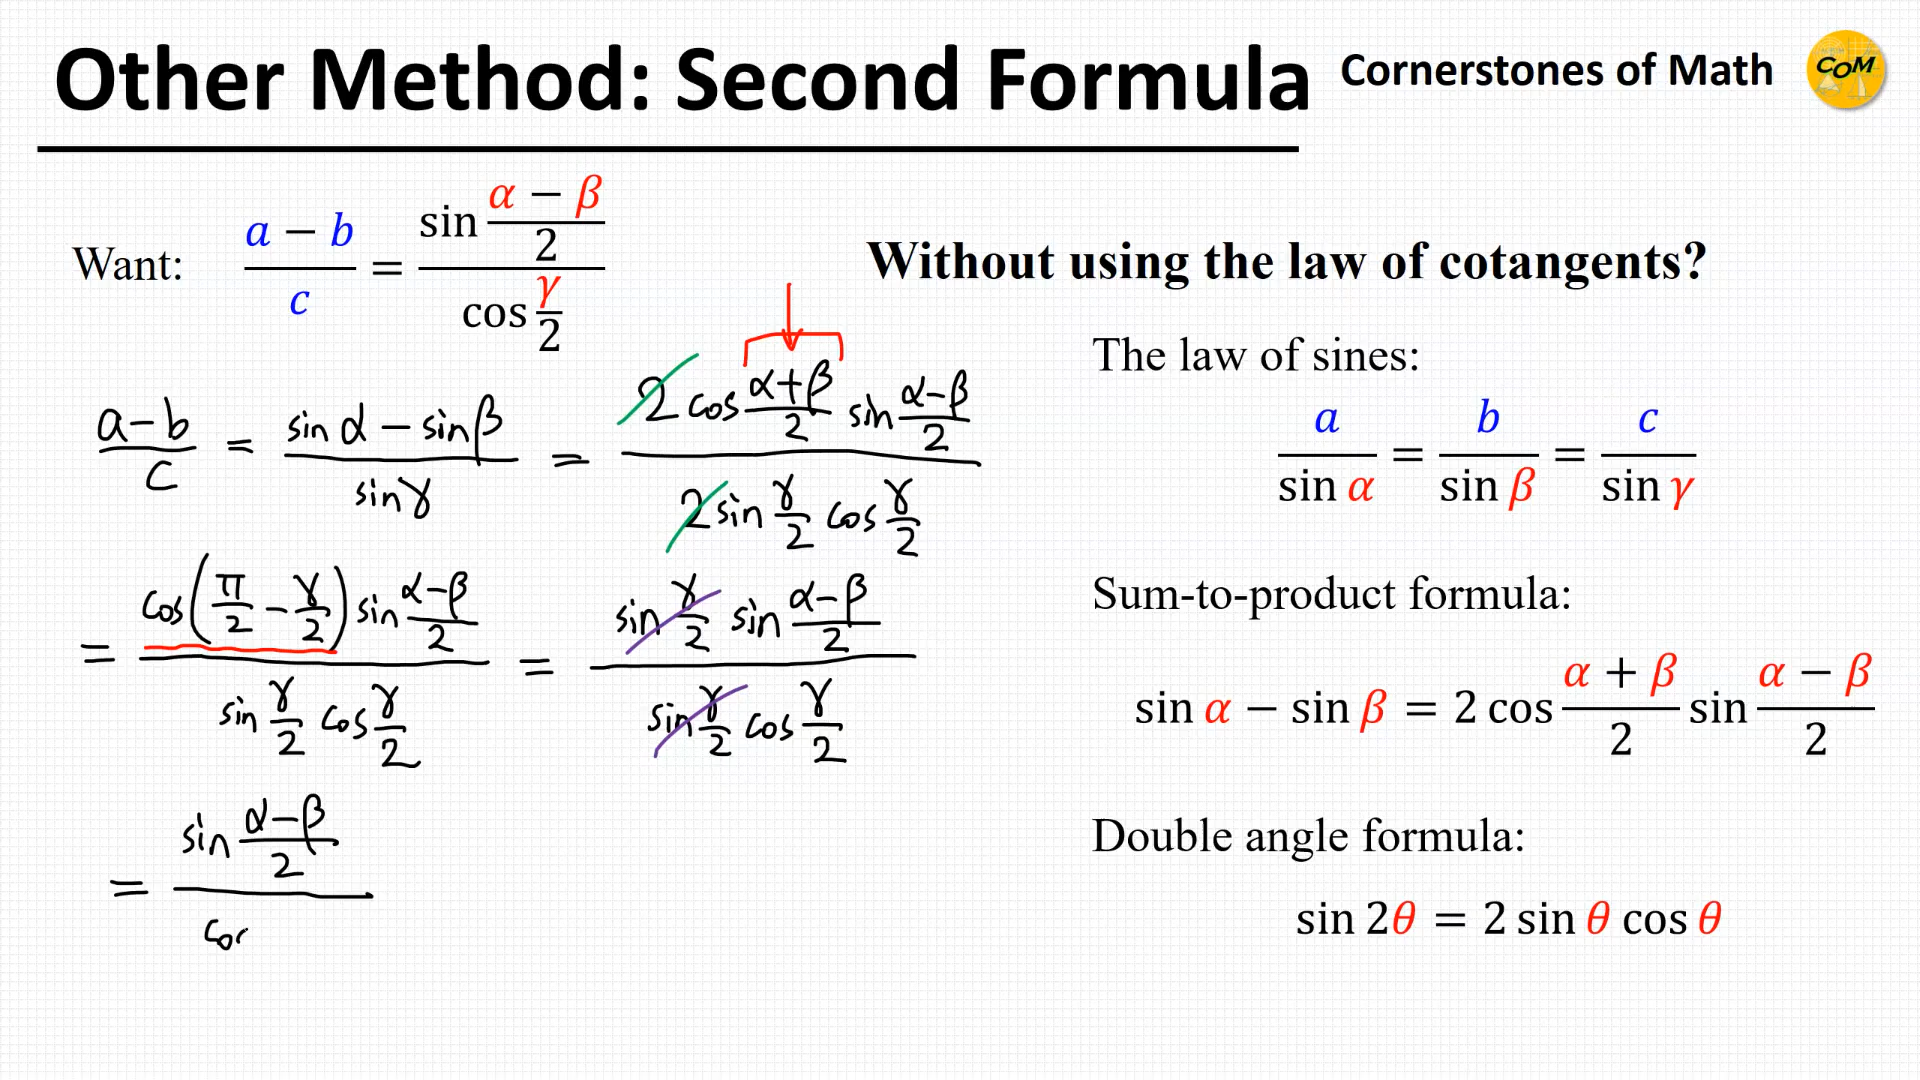 Other Method: Second Formula
Cornerstones of Math
COM
Want: (a − b)/c = (sin (α − β)/2)/(cos γ/2)
Without using the law of cotangents?
(a−b)/c = (sin α − sin β)/(sin γ) = (2 cos (α+β)/2 sin (α−β)/2)/(2 sin γ/2 cos γ/2)
= (cos(π/2 − γ/2) sin (α−β)/2)/(sin γ/2 cos γ/2) = (sin γ/2 sin (α−β)/2)/(sin γ/2 cos γ/2)
= (sin (α−β)/2)/(cos
The law of sines:
a/(sin α) = b/(sin β) = c/(sin γ)
Sum-to-product formula:
sin α − sin β = 2 cos (α + β)/2 sin (α − β)/2
Double angle formula:
sin 2θ = 2 sin θ cos θ